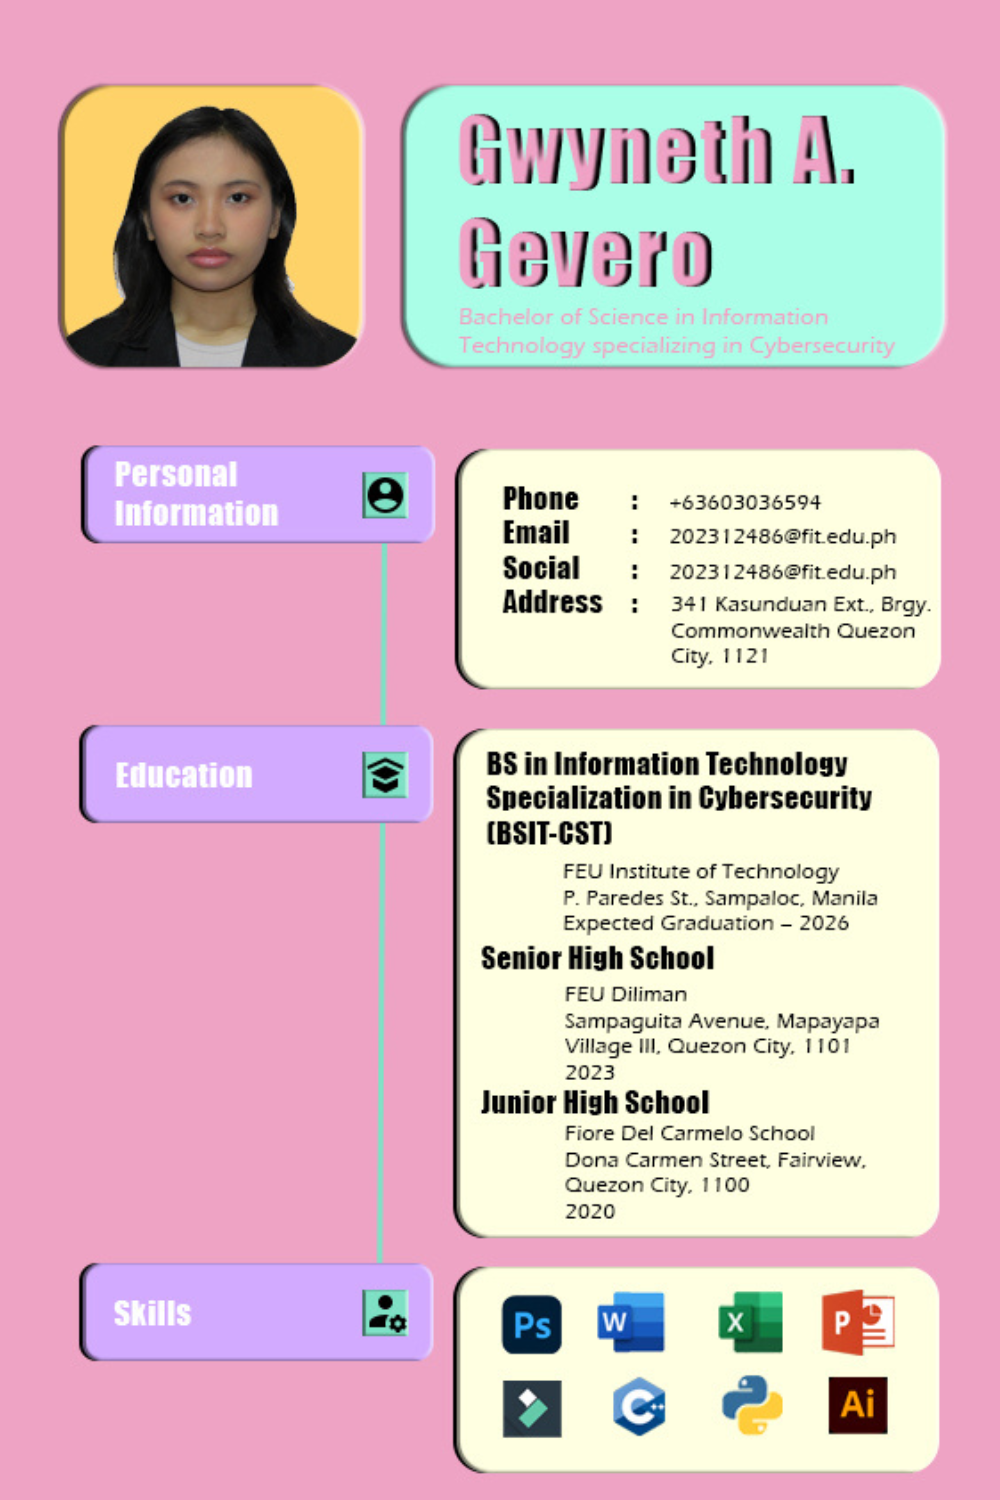 Gwyneth A.
Gevero
Bachelor of Science in Information
Technology specializing in Cybersecurity
Personal
Information
Phone : +63603036594
Email : 202312486@fit.edu.ph
Social : 202312486@fit.edu.ph
Address : 341 Kasunduan Ext., Brgy.
Commonwealth Quezon
City, 1121
Education
BS in Information Technology
Specialization in Cybersecurity
(BSIT-CST)
FEU Institute of Technology
P. Paredes St., Sampaloc, Manila
Expected Graduation – 2026
Senior High School
FEU Diliman
Sampaguita Avenue, Mapayapa
Village III, Quezon City, 1101
2023
Junior High School
Fiore Del Carmelo School
Dona Carmen Street, Fairview,
Quezon City, 1100
2020
Skills
Ps W X P
C++ Ai